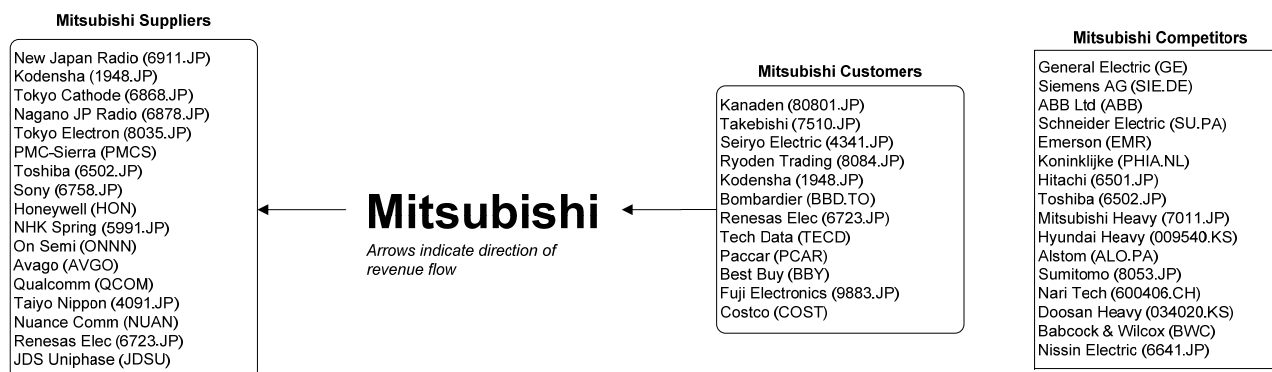 Mitsubishi Suppliers
New Japan Radio (6911.JP)
Kodensha (1948.JP)
Tokyo Cathode (6868.JP)
Nagano JP Radio (6878.JP)
Tokyo Electron (8035.JP)
PMC-Sierra (PMCS)
Toshiba (6502.JP)
Sony (6758.JP)
Honeywell (HON)
NHK Spring (5991.JP)
On Semi (ONNN)
Avago (AVGO)
Qualcomm (QCOM)
Taiyo Nippon (4091.JP)
Nuance Comm (NUAN)
Renesas Elec (6723.JP)
JDS Uniphase (JDSU)
Mitsubishi
Arrows indicate direction of
revenue flow
Mitsubishi Customers
Kanaden (80801.JP)
Takebishi (7510.JP)
Seiryo Electric (4341.JP)
Ryoden Trading (8084.JP)
Kodensha (1948.JP)
Bombardier (BBD.TO)
Renesas Elec (6723.JP)
Tech Data (TECD)
Paccar (PCAR)
Best Buy (BBY)
Fuji Electronics (9883.JP)
Costco (COST)
Mitsubishi Competitors
General Electric (GE)
Siemens AG (SIE.DE)
ABB Ltd (ABB)
Schneider Electric (SU.PA)
Emerson (EMR)
Koninklijke (PHIA.NL)
Hitachi (6501.JP)
Toshiba (6502.JP)
Mitsubishi Heavy (7011.JP)
Hyundai Heavy (009540.KS)
Alstom (ALO.PA)
Sumitomo (8053.JP)
Nari Tech (600406.CH)
Doosan Heavy (034020.KS)
Babcock & Wilcox (BWC)
Nissin Electric (6641.JP)